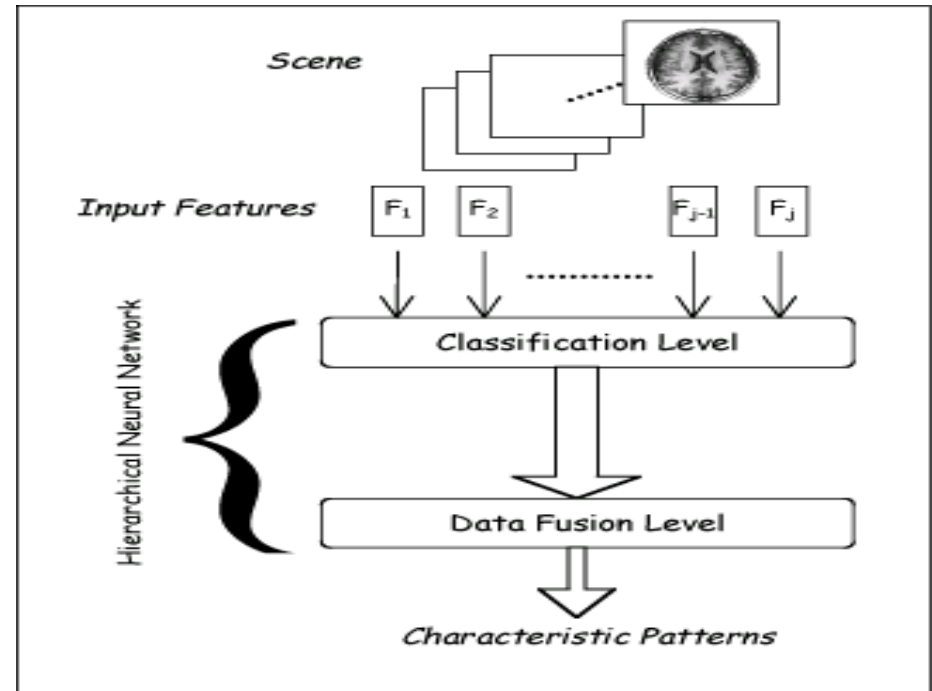 Scene
Input Features
F1 F2 Fj-1 Fj
Classification Level
Hierarchical Neural Network
Data Fusion Level
Characteristic Patterns